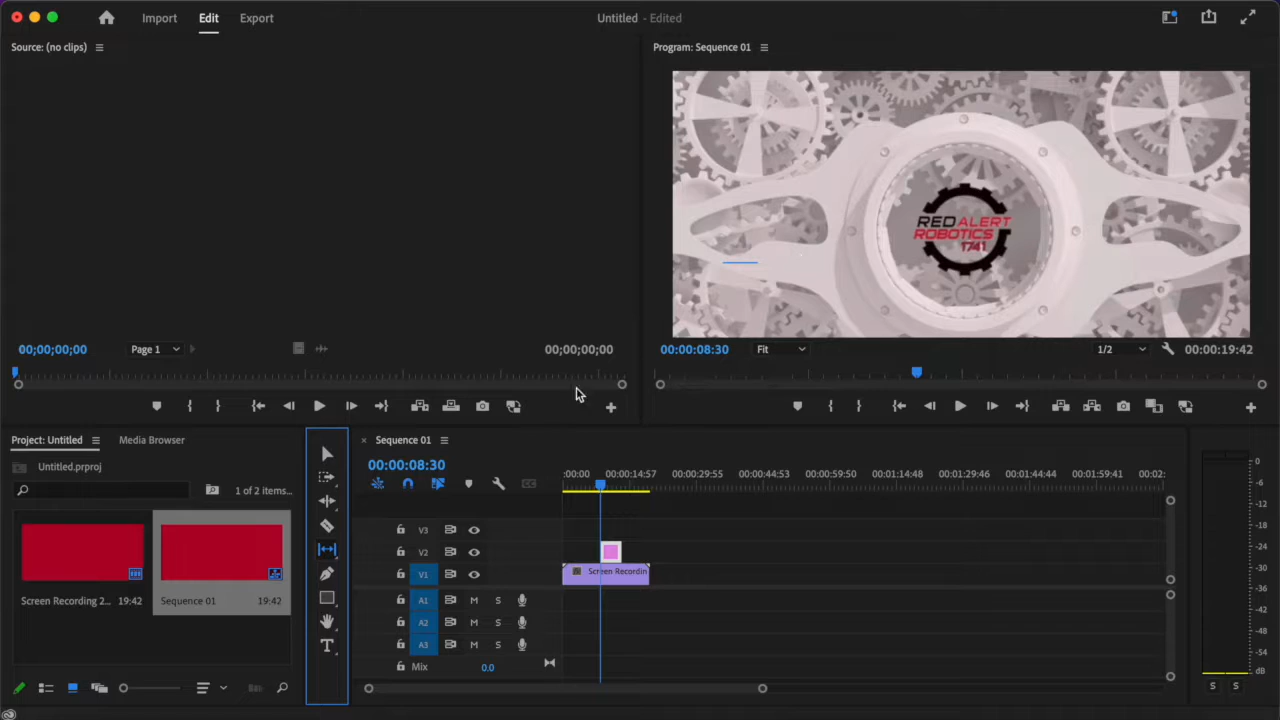 Import
Edit
Export
Untitled - Edited
Source: (no clips)
Program: Sequence 01
RED ALERT
ROBOTICS
1741
00;00;00;00
Page 1
00;00;00;00
00:00:08:30
Fit
1/2
00:00:19:42
Project: Untitled
Media Browser
Untitled.prproj
1 of 2 items...
Screen Recording 2...
19:42
Sequence 01
19:42
T
× Sequence 01
00:00:08:30
:00:00
00:00:14:57
00:00:29:55
00:00:44:53
00:00:59:50
00:01:14:48
00:01:29:46
00:01:44:44
00:01:59:41
00:02:
V3
V2
V1
Screen Recordin
A1
M
S
A2
M
S
A3
M
S
Mix
0.0
0
-6
-12
-18
-24
-30
-36
-42
-48
-54
dB
S
S